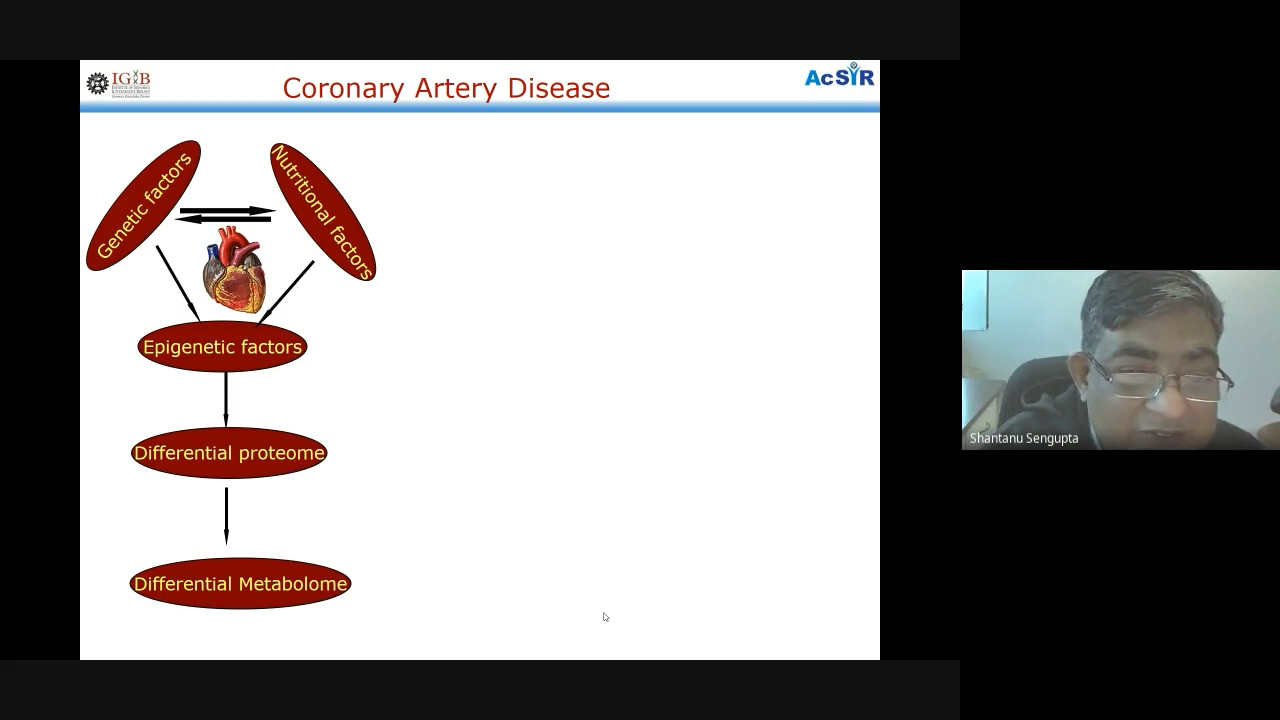 IGIB
Coronary Artery Disease
AcSIR
Genetic factors
Nutritional factors
Epigenetic factors
Differential proteome
Differential Metabolome
Shantanu Sengupta